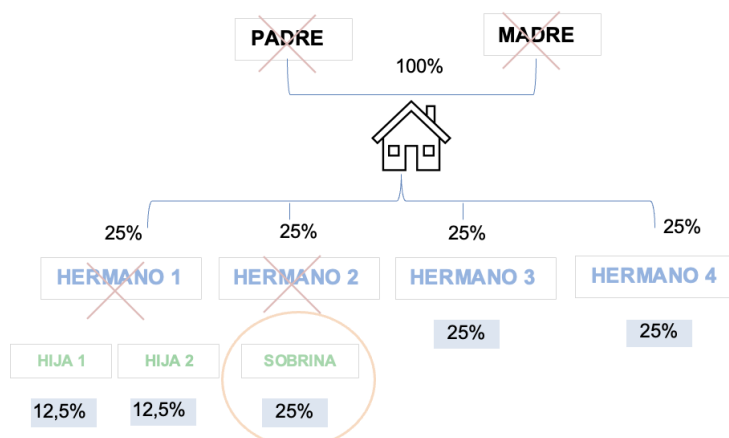 PADRE
MADRE
100%
25%
25%
25%
25%
HERMANO 1
HERMANO 2
HERMANO 3
HERMANO 4
25%
25%
HIJA 1
HIJA 2
SOBRINA
12,5%
12,5%
25%